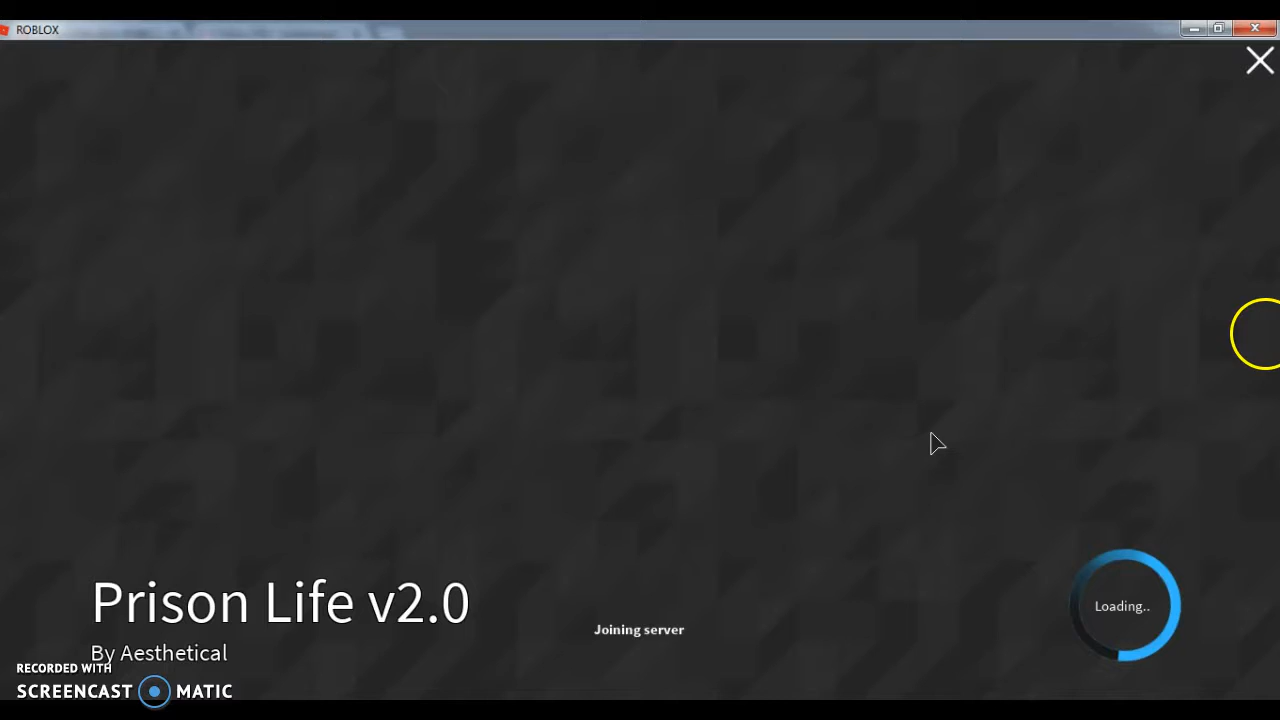 ROBLOX
Prison Life v2.0
By Aesthetical
Joining server
Loading..
RECORDED WITH
SCREENCAST MATIC